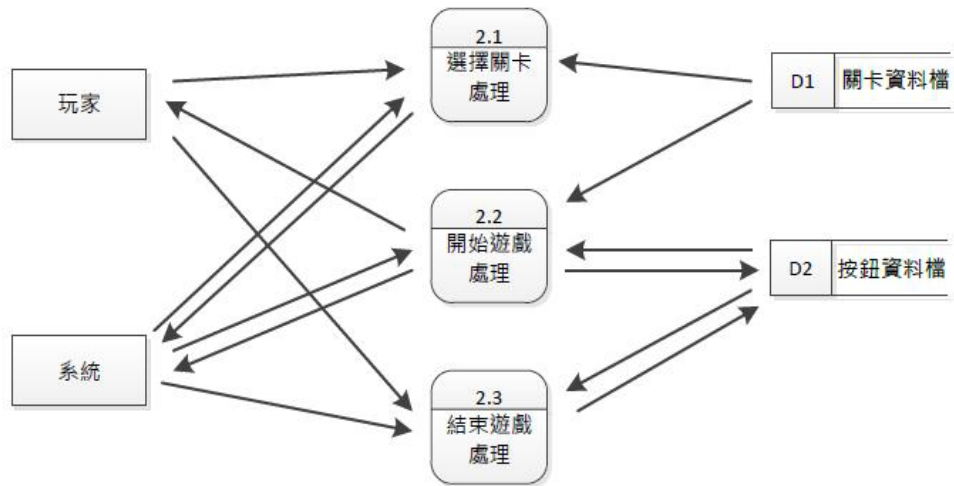 2.1
選擇關卡
處理
玩家
D1 關卡資料檔
2.2
開始遊戲
處理
D2 按鈕資料檔
系統
2.3
結束遊戲
處理